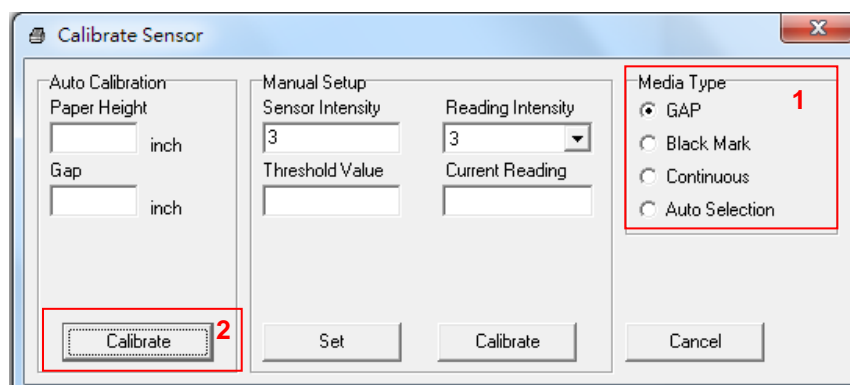 Calibrate Sensor
Auto Calibration
Paper Height
inch
Gap
inch
Calibrate
2
Manual Setup
Sensor Intensity
3
Reading Intensity
3
Threshold Value
Current Reading
Set
Calibrate
Media Type
1
GAP
Black Mark
Continuous
Auto Selection
Cancel